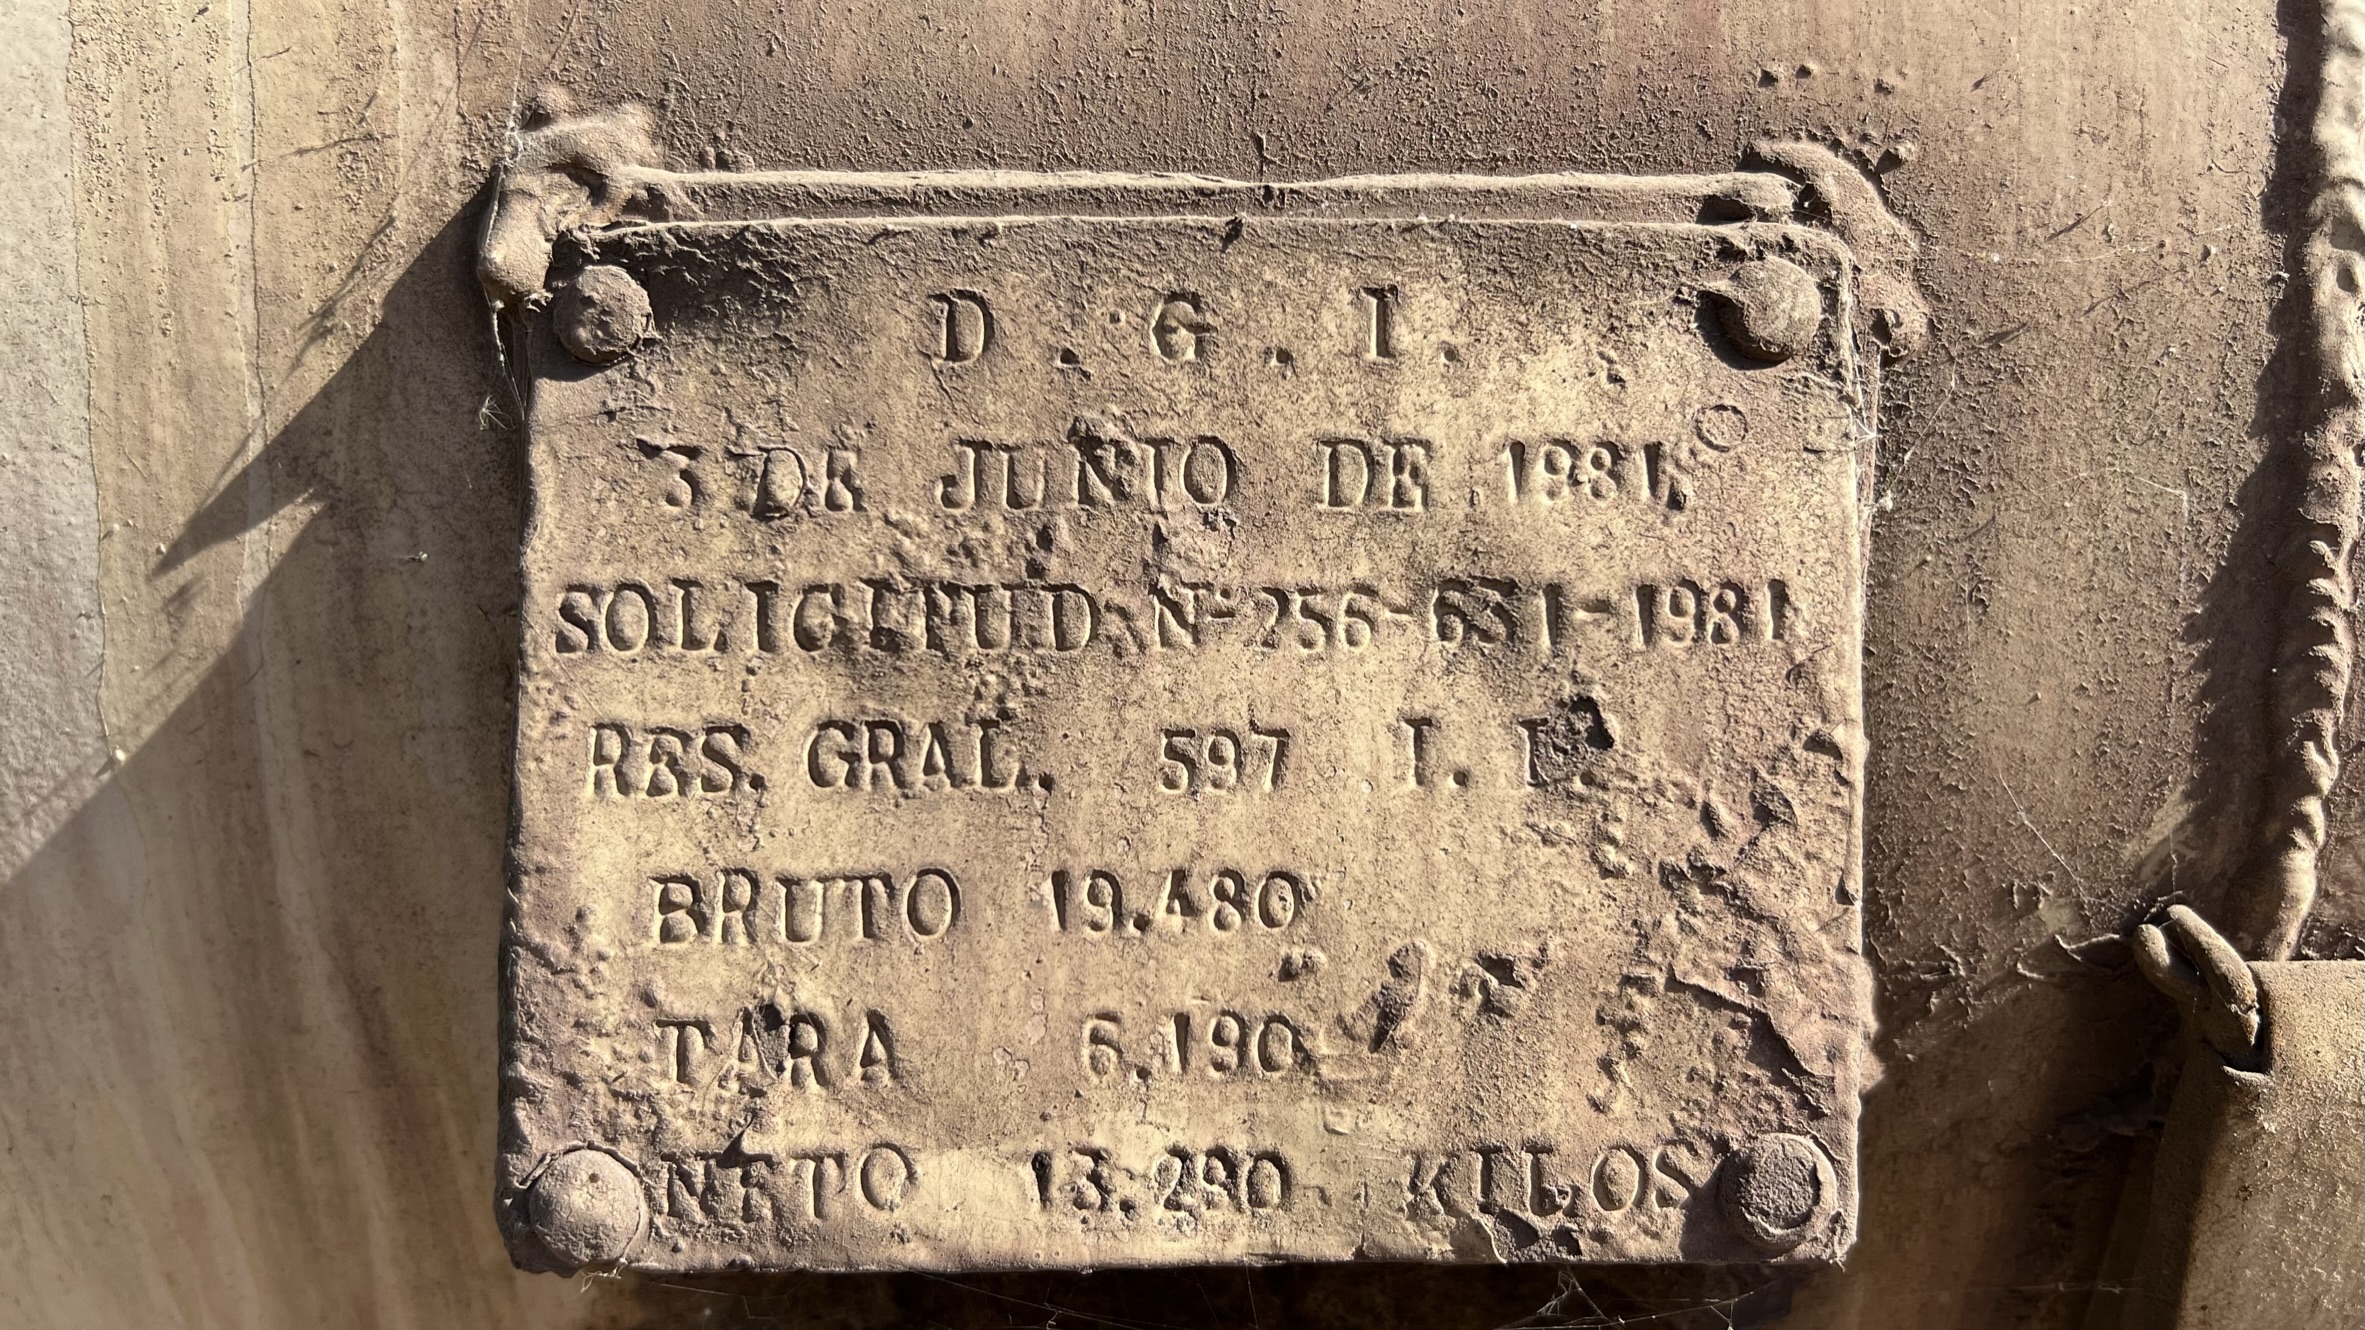 D. G. I.
3 DE JUNIO DE 1981
SOLICITUD Nº 256-631-1981
RES. GRAL. 597 I. I.
BRUTO 19.480
TARA 6.190
NETO 13.290 KILOS